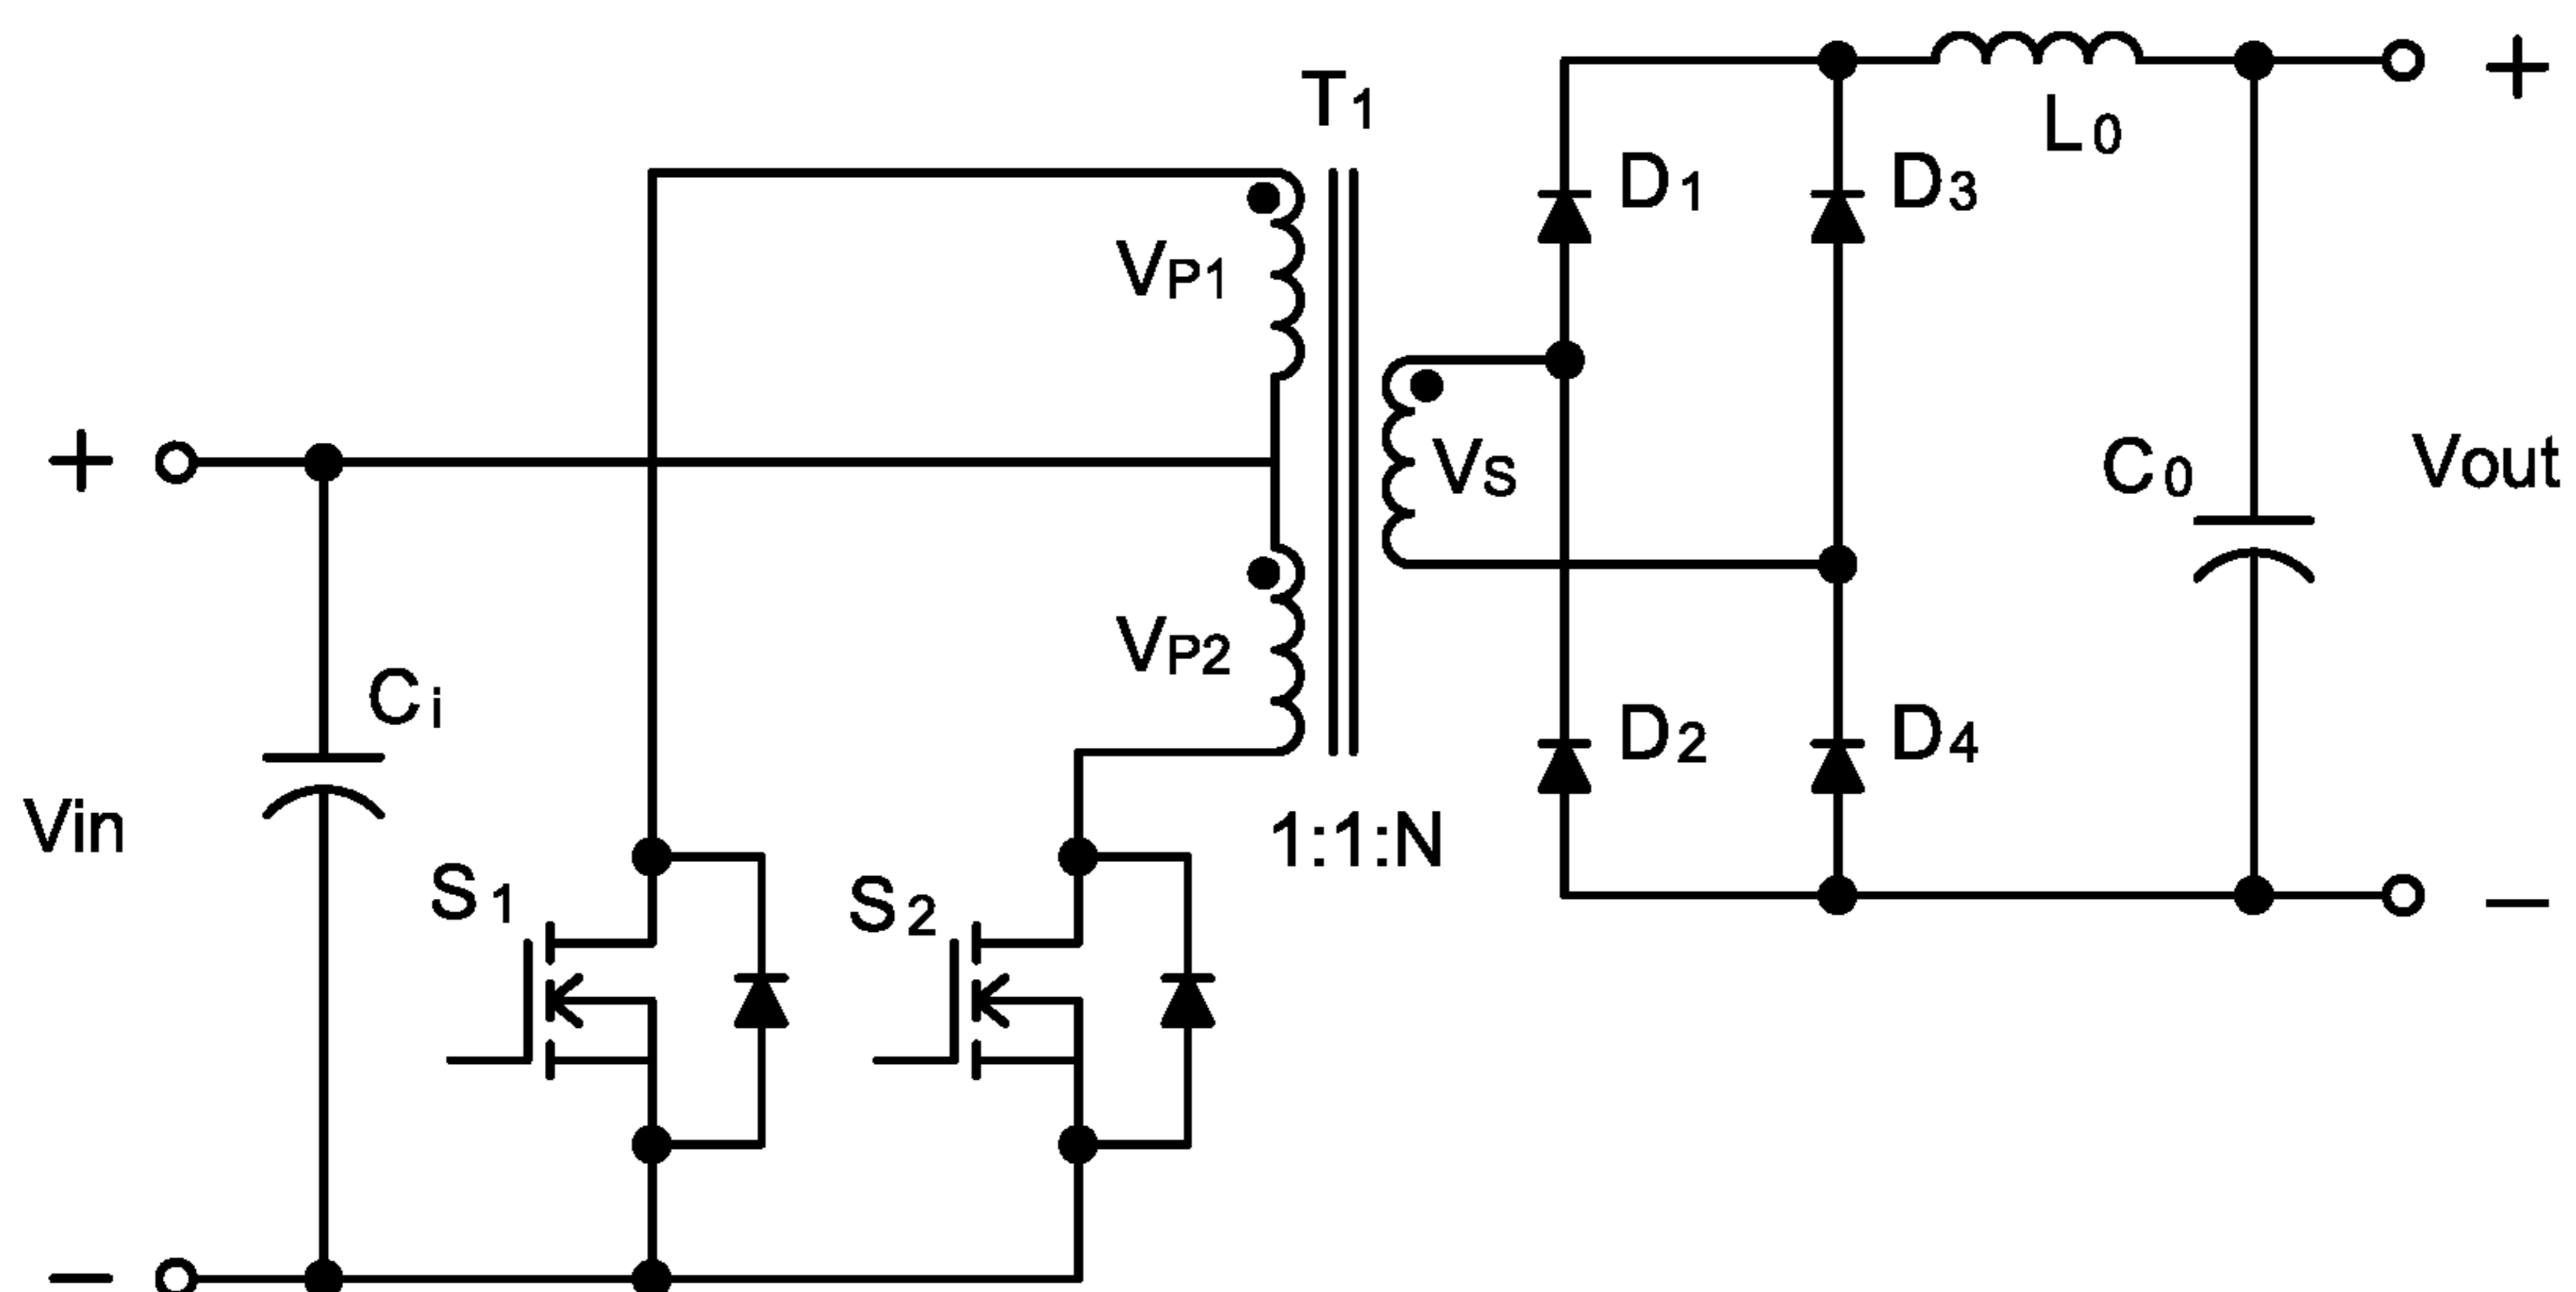 T1
+
L0
D1
D3
VP1
+
VS
C0
Vout
VP2
Ci
D2
D4
Vin
1:1:N
S1
S2
−
−